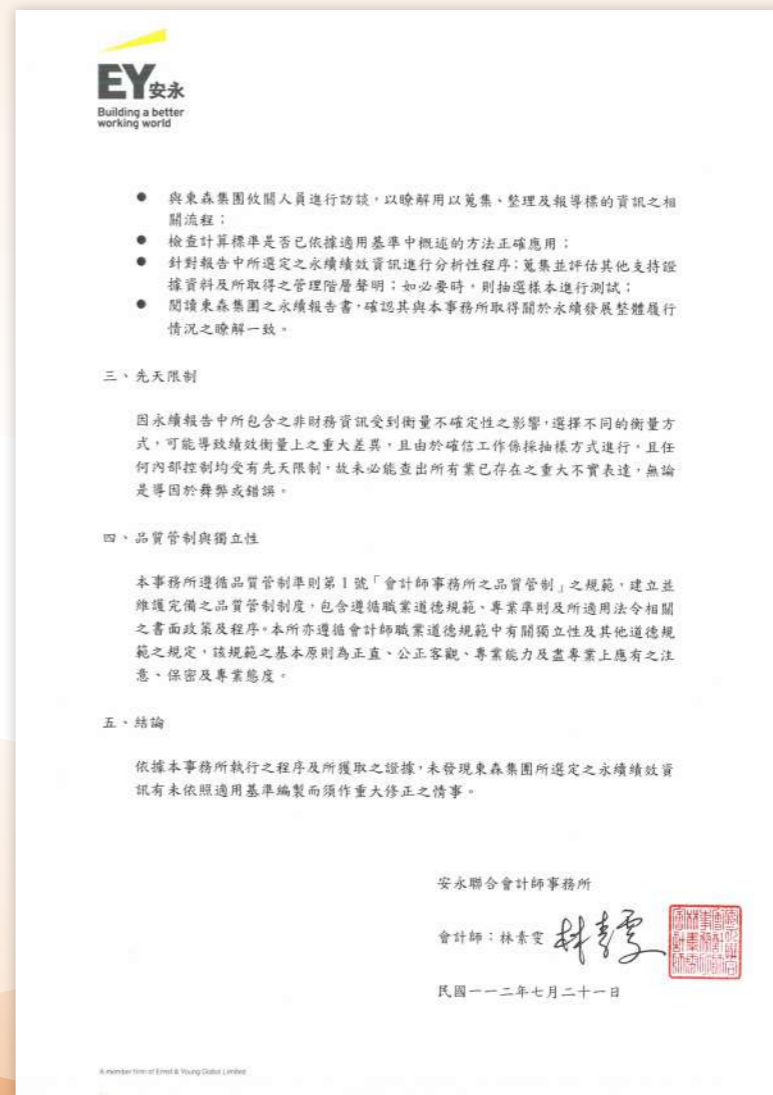 EY安永
Building a better
working world
● 與東森集團攸關人員進行訪談,以瞭解用以蒐集、整理及報導標的資訊之相
關流程;
● 檢查計算標準是否已依據適用基準中概述的方法正確應用;
● 針對報告中所選定之永續績效資訊進行分析性程序;蒐集並評估其他支持證
據資料及所取得之管理階層聲明;如必要時,則抽選樣本進行測試;
● 閱讀東森集團之永續報告書,確認其與本事務所取得關於永續發展整體履行
情況之瞭解一致。
三、先天限制
因永續報告中所包含之非財務資訊受到衡量不確定性之影響,選擇不同的衡量方
式,可能導致績效衡量上之重大差異,且由於確信工作係採抽樣方式進行,且任
何內部控制均受有先天限制,故未必能查出所有業已存在之重大不實表達,無論
是導因於舞弊或錯誤。
四、品質管制與獨立性
本事務所遵循品質管制準則第1號「會計師事務所之品質管制」之規範,建立並
維護完備之品質管制制度,包含遵循職業道德規範、專業準則及所適用法令相關
之書面政策及程序。本所亦遵循會計師職業道德規範中有關獨立性及其他道德規
範之規定,該規範之基本原則為正直、公正客觀、專業能力及盡專業上應有之注
意、保密及專業態度。
五、結論
依據本事務所執行之程序及所獲取之證據,未發現東森集團所選定之永續績效資
訊有未依照適用基準編製而須作重大修正之情事。
安永聯合會計師事務所
會計師:林素雯 林素雯
民國一一二年七月二十一日
A member firm of Ernst & Young Global Limited